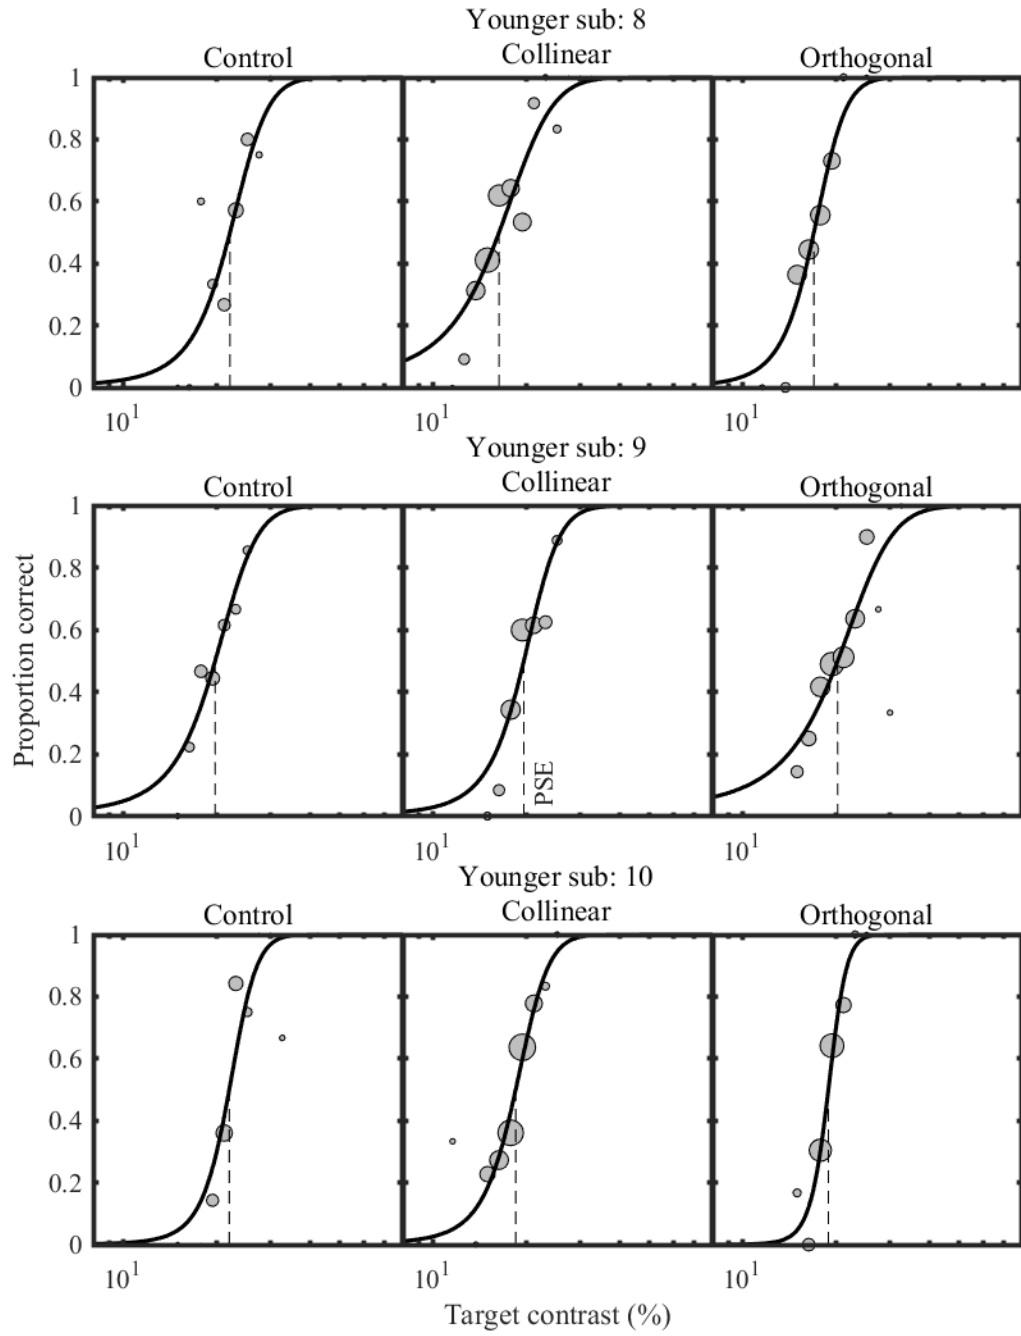 Younger sub: 8
Control Collinear Orthogonal
1
0.8
0.6
0.4
0.2
0
10^1 10^1 10^1
Younger sub: 9
Control Collinear Orthogonal
1
0.8
0.6
0.4
0.2
0
Proportion correct
PSE
10^1 10^1 10^1
Younger sub: 10
Control Collinear Orthogonal
1
0.8
0.6
0.4
0.2
0
10^1 10^1 10^1
Target contrast (%)